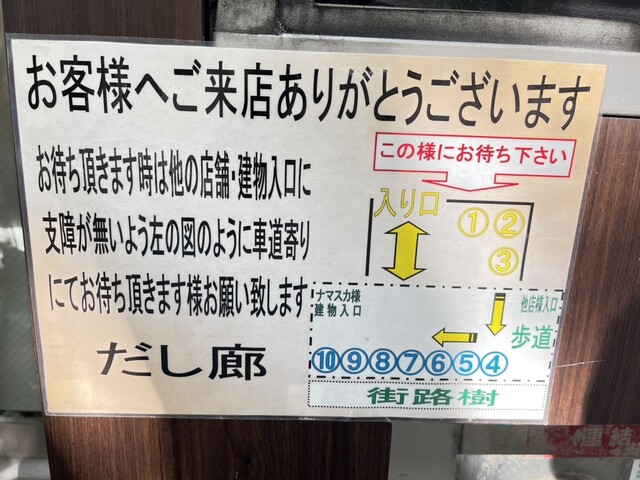 お客様へご来店ありがとうございます
お待ち頂きます時は他の店舗・建物入口に
支障が無いよう左の図のように車道寄り
にてお待ち頂きます様お願い致します
だし廊
この様にお待ち下さい
入り口
①②
③
ナマスカ様
建物入口
他店様入口
歩道
⑩⑨⑧⑦⑥⑤④
街路樹